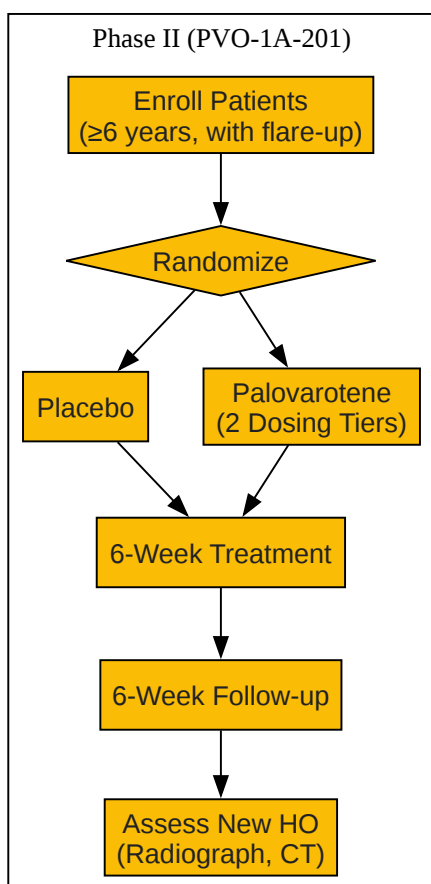 Phase II (PVO-1A-201)
Enroll Patients
(≥6 years, with flare-up)
Randomize
Placebo
Palovarotene
(2 Dosing Tiers)
6-Week Treatment
6-Week Follow-up
Assess New HO
(Radiograph, CT)